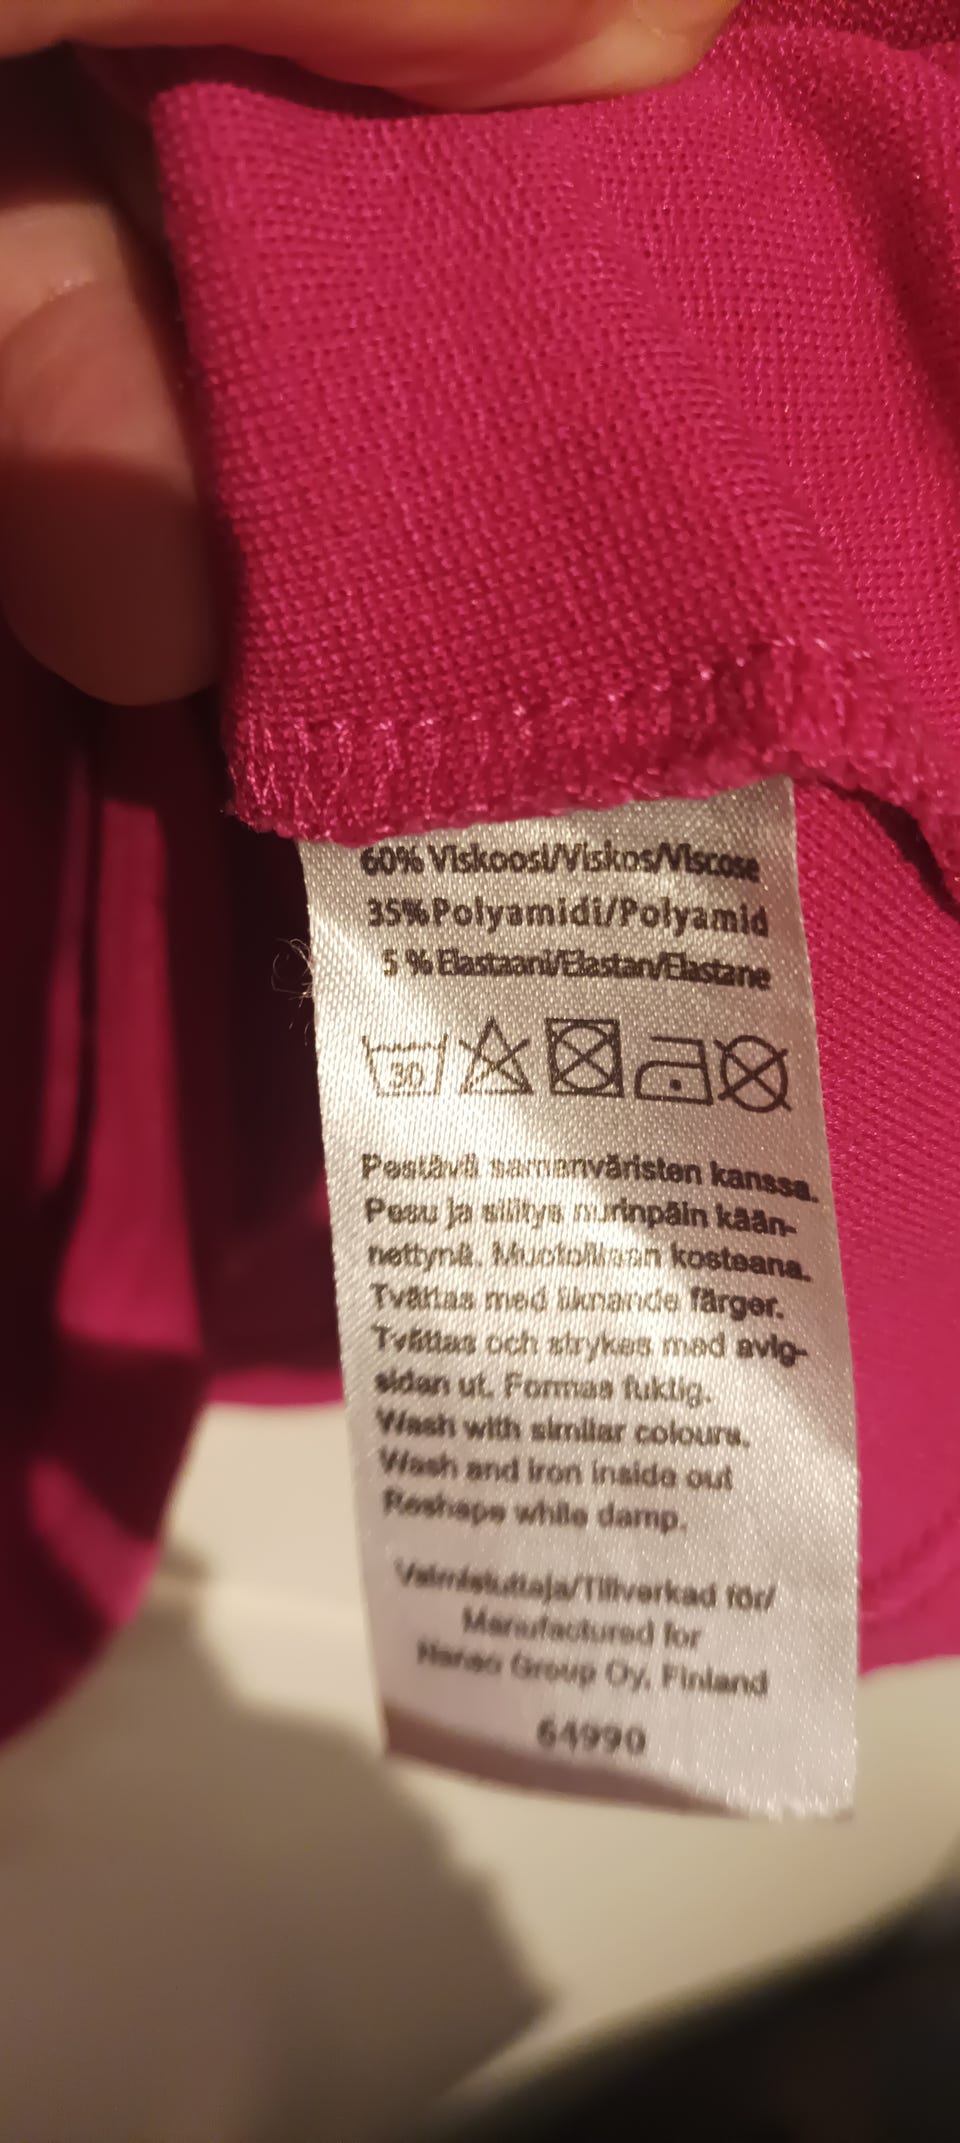 60% Viskoosi/Viskos/Viscose
35% Polyamidi/Polyamid
5 % Elastaani/Elastan/Elastane
30
Pestävä samanväristen kanssa.
Pesu ja silitys nurinpäin kään-
nettynä. Muotoillaan kosteana.
Tvättas med liknande färger.
Tvättas och strykes med avig-
sidan ut. Formas fuktig.
Wash with similar colours.
Wash and iron inside out
Reshape while damp.
Valmistuttaja/Tillverkad för/
Manufactured for
Nanso Group Oy, Finland
64990